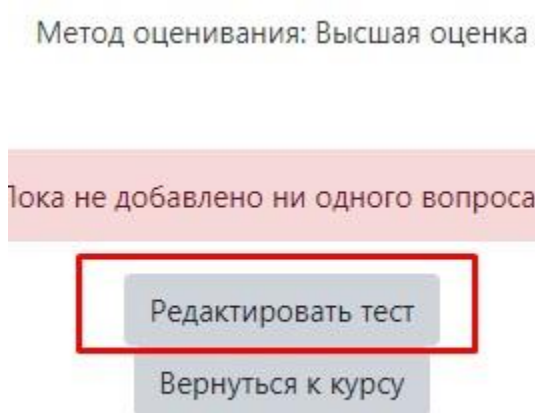 Метод оценивания: Высшая оценка
Пока не добавлено ни одного вопроса
Редактировать тест
Вернуться к курсу